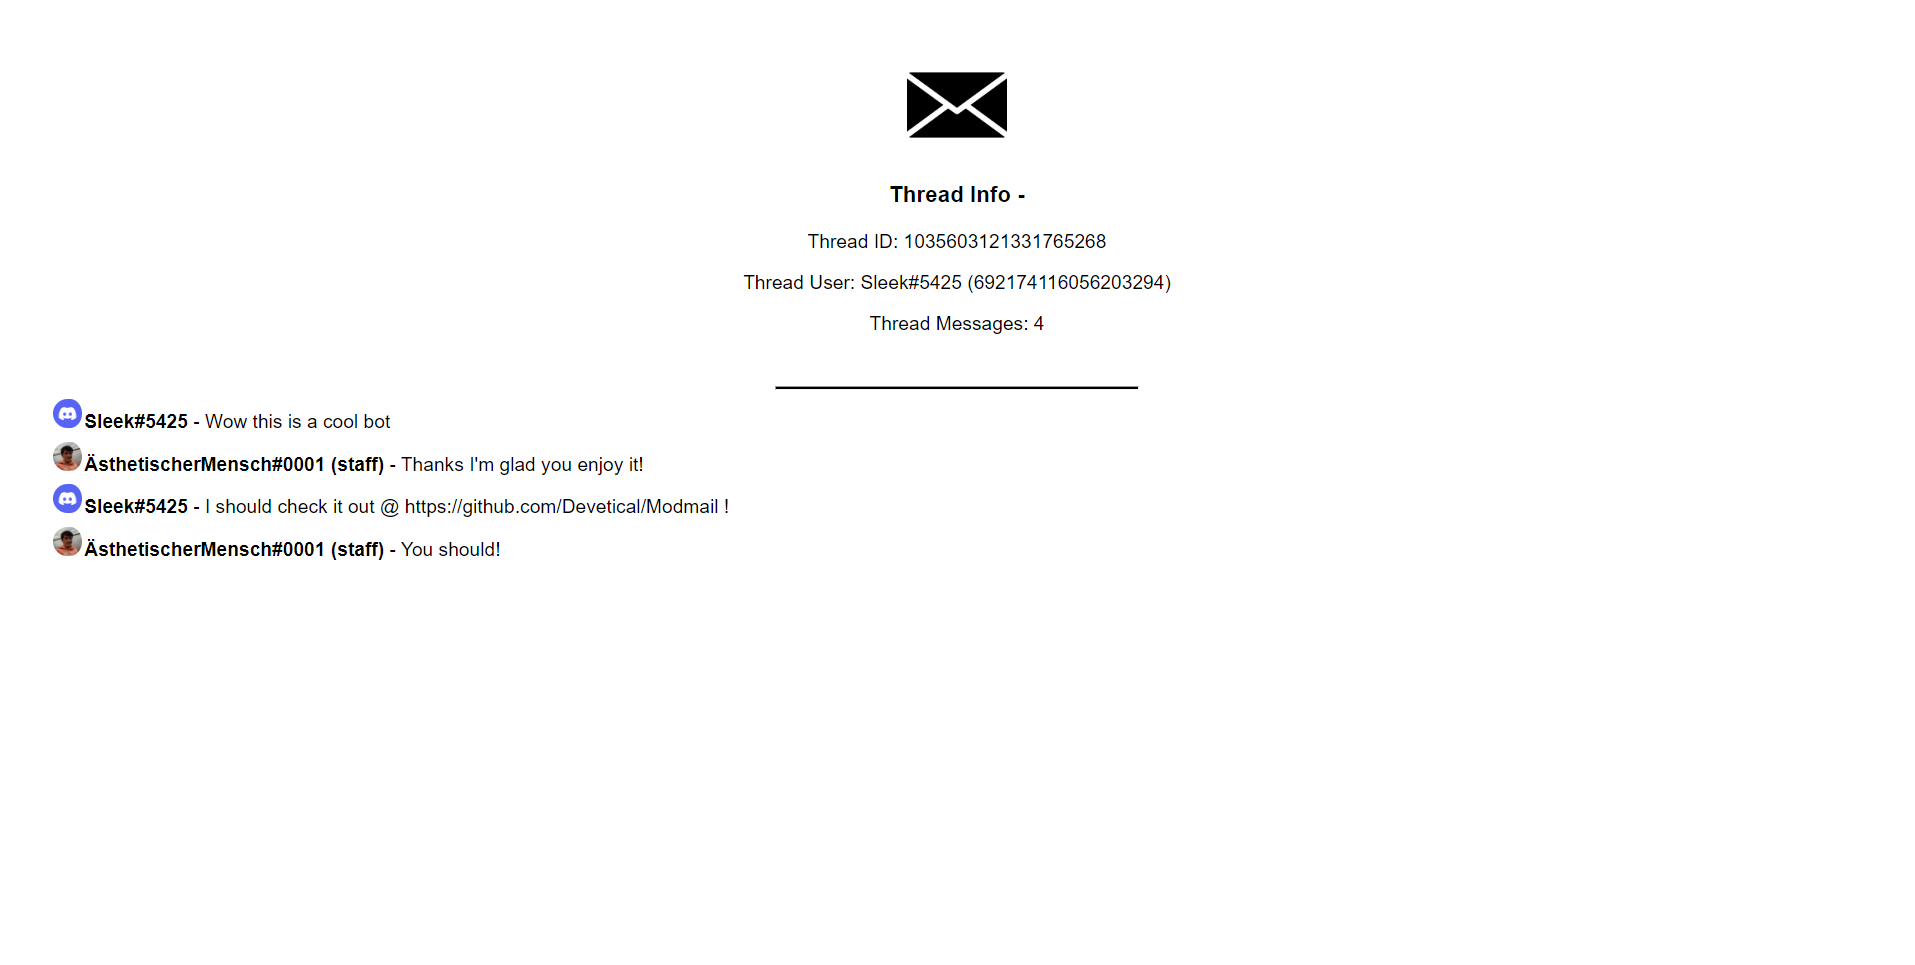 Thread Info -
Thread ID: 1035603121331765268
Thread User: Sleek#5425 (692174116056203294)
Thread Messages: 4
Sleek#5425 - Wow this is a cool bot
ÄsthetischerMensch#0001 (staff) - Thanks I'm glad you enjoy it!
Sleek#5425 - I should check it out @ https://github.com/Devetical/Modmail !
ÄsthetischerMensch#0001 (staff) - You should!